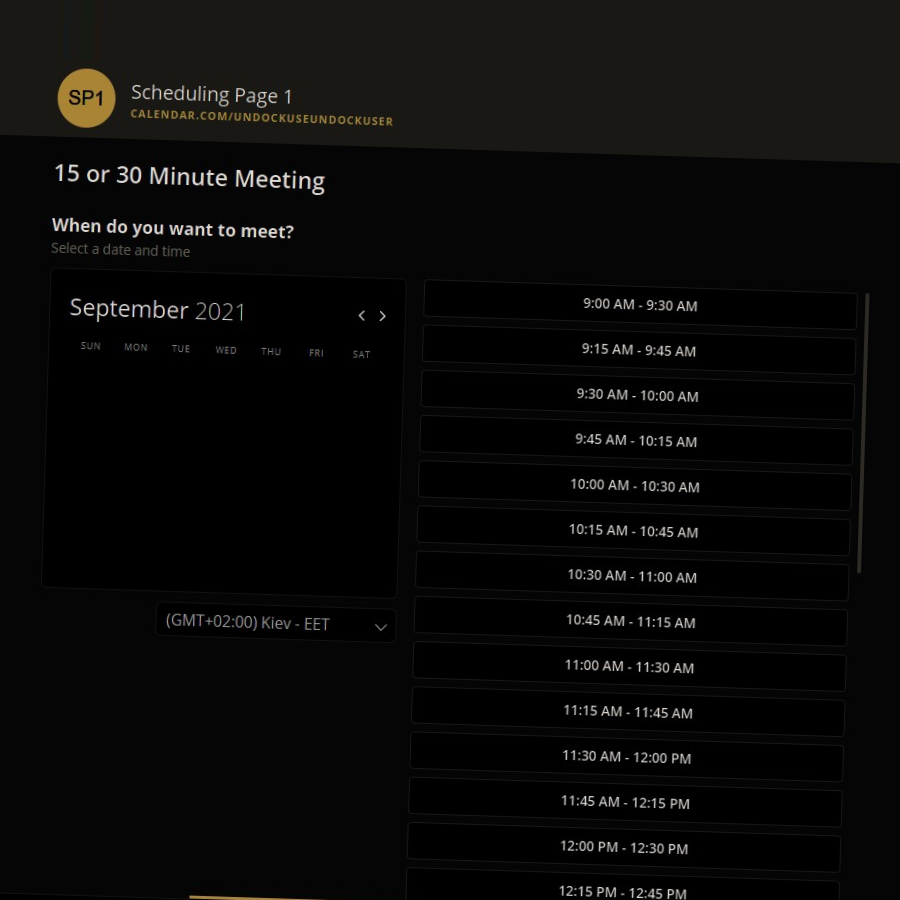 SP1
Scheduling Page 1
CALENDAR.COM/UNDOCKUSEUNDOCKUSER
15 or 30 Minute Meeting
When do you want to meet?
Select a date and time
September 2021
SUN MON TUE WED THU FRI SAT
(GMT+02:00) Kiev - EET
9:00 AM - 9:30 AM
9:15 AM - 9:45 AM
9:30 AM - 10:00 AM
9:45 AM - 10:15 AM
10:00 AM - 10:30 AM
10:15 AM - 10:45 AM
10:30 AM - 11:00 AM
10:45 AM - 11:15 AM
11:00 AM - 11:30 AM
11:15 AM - 11:45 AM
11:30 AM - 12:00 PM
11:45 AM - 12:15 PM
12:00 PM - 12:30 PM
12:15 PM - 12:45 PM